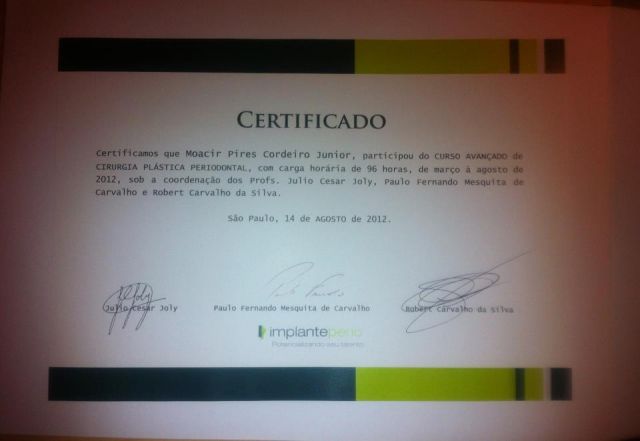 CERTIFICADO
Certificamos que Moacir Pires Cordeiro Junior, participou do CURSO AVANÇADO de
CIRURGIA PLÁSTICA PERIODONTAL, com carga horária de 96 horas, de março à agosto de
2012, sob a coordenação dos Profs. Julio Cesar Joly, Paulo Fernando Mesquita de
Carvalho e Robert Carvalho da Silva.
São Paulo, 14 de AGOSTO de 2012.
Julio Cesar Joly
Paulo Fernando Mesquita de Carvalho
Robert Carvalho da Silva
implanteperio
Potencializando seu talento